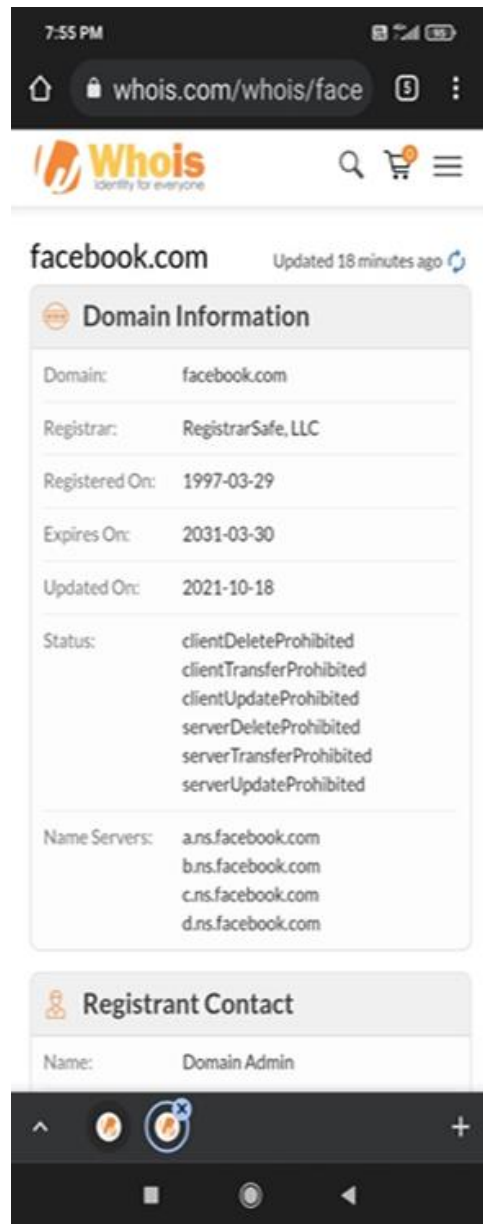 7:55 PM
95
whois.com/whois/face
5
Whois
identity for everyone
0
facebook.com
Updated 18 minutes ago
Domain Information
Domain: facebook.com
Registrar: RegistrarSafe, LLC
Registered On: 1997-03-29
Expires On: 2031-03-30
Updated On: 2021-10-18
Status: clientDeleteProhibited
clientTransferProhibited
clientUpdateProhibited
serverDeleteProhibited
serverTransferProhibited
serverUpdateProhibited
Name Servers: a.ns.facebook.com
b.ns.facebook.com
c.ns.facebook.com
d.ns.facebook.com
Registrant Contact
Name: Domain Admin